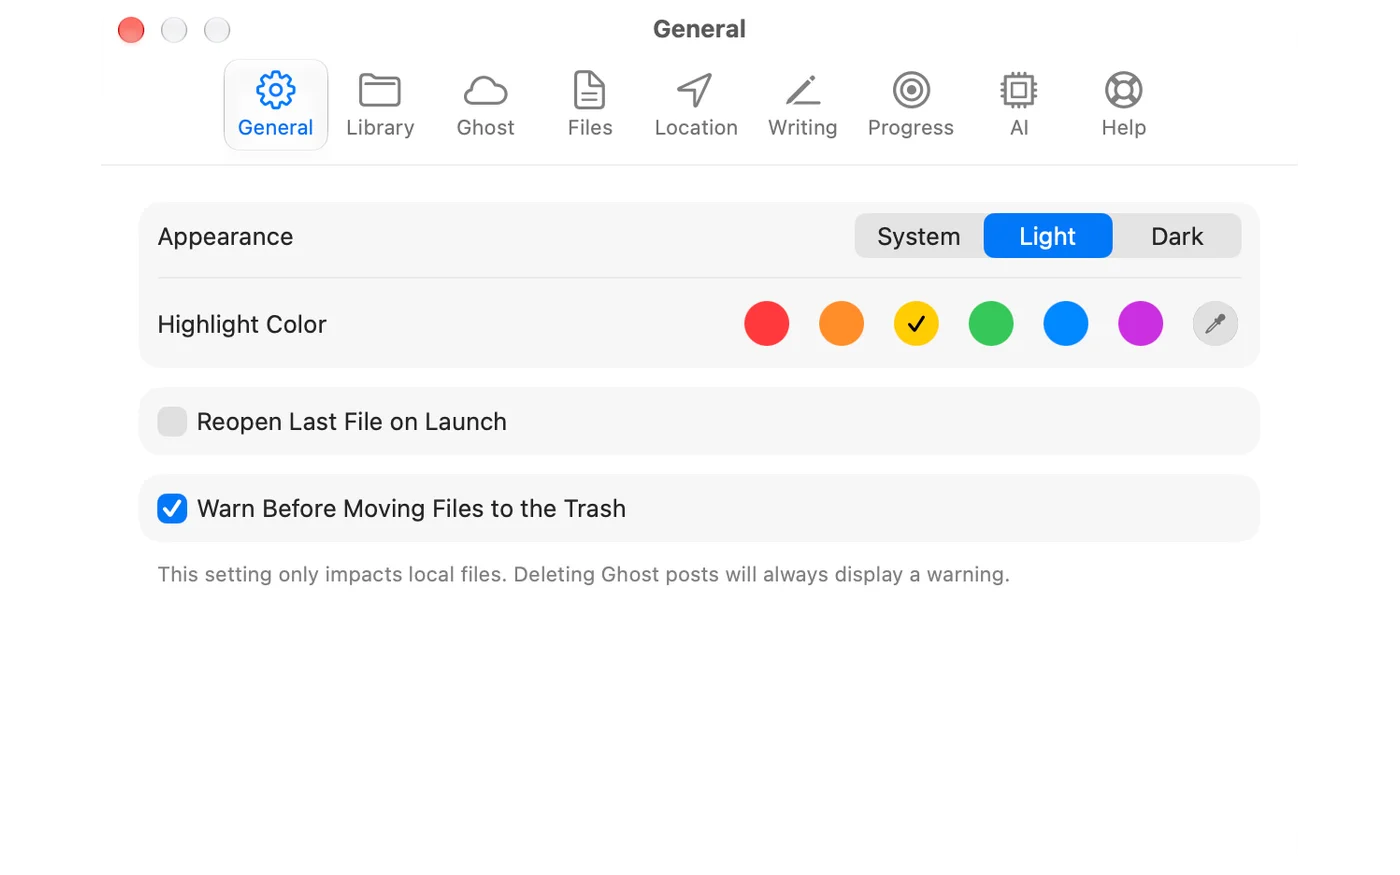 General
General
Library
Ghost
Files
Location
Writing
Progress
AI
Help
Appearance
System
Light
Dark
Highlight Color
Reopen Last File on Launch
Warn Before Moving Files to the Trash
This setting only impacts local files. Deleting Ghost posts will always display a warning.